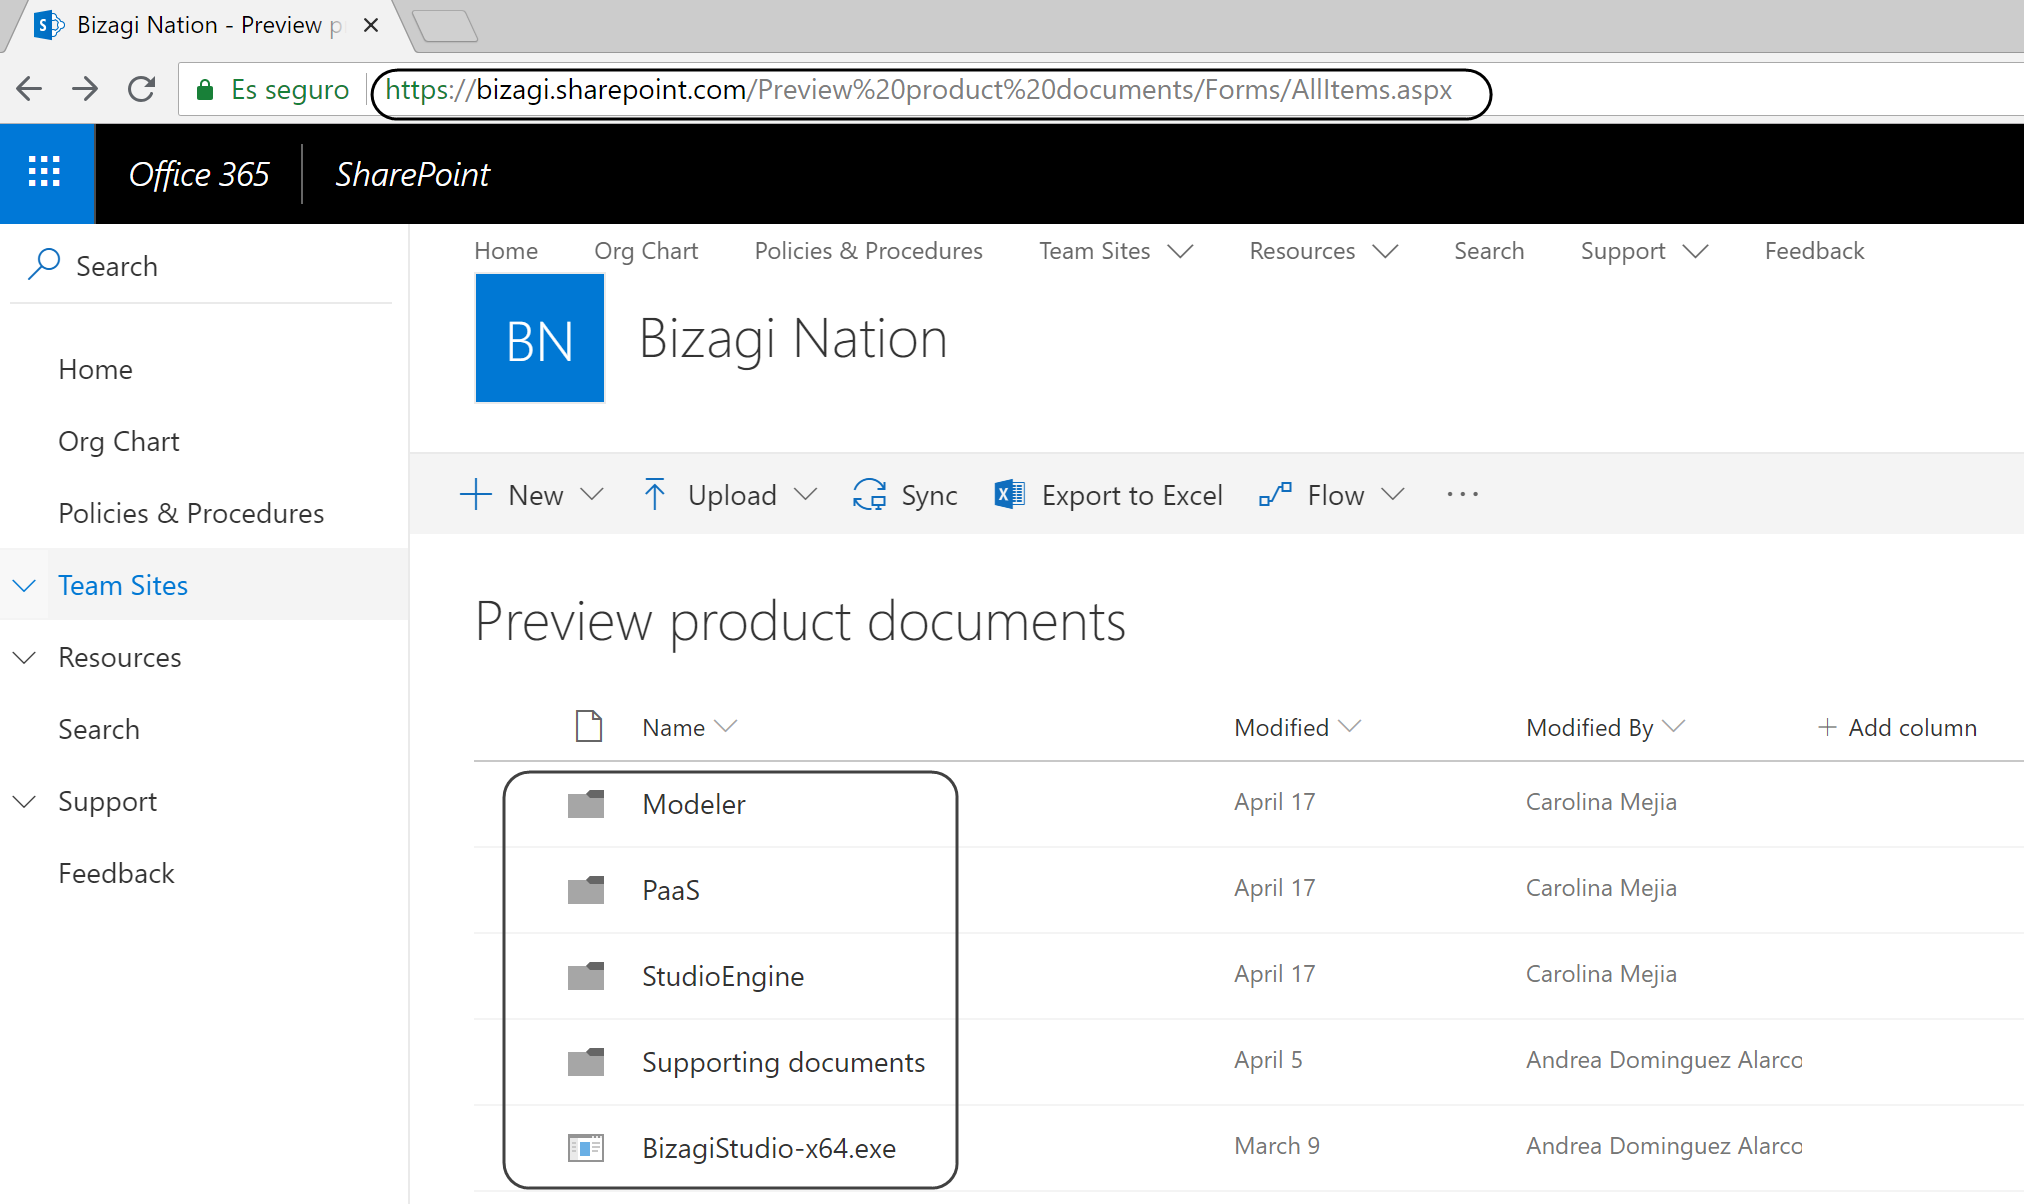 Bizagi Nation - Preview p
Es seguro https://bizagi.sharepoint.com/Preview%20product%20documents/Forms/AllItems.aspx
Office 365 SharePoint
Search
Home
Org Chart
Policies & Procedures
Team Sites
Resources
Search
Support
Feedback
Home Org Chart Policies & Procedures Team Sites Resources Search Support Feedback
BN Bizagi Nation
New Upload Sync Export to Excel Flow ...
Preview product documents
Name Modified Modified By + Add column
Modeler April 17 Carolina Mejia
PaaS April 17 Carolina Mejia
StudioEngine April 17 Carolina Mejia
Supporting documents April 5 Andrea Dominguez Alarco
BizagiStudio-x64.exe March 9 Andrea Dominguez Alarco